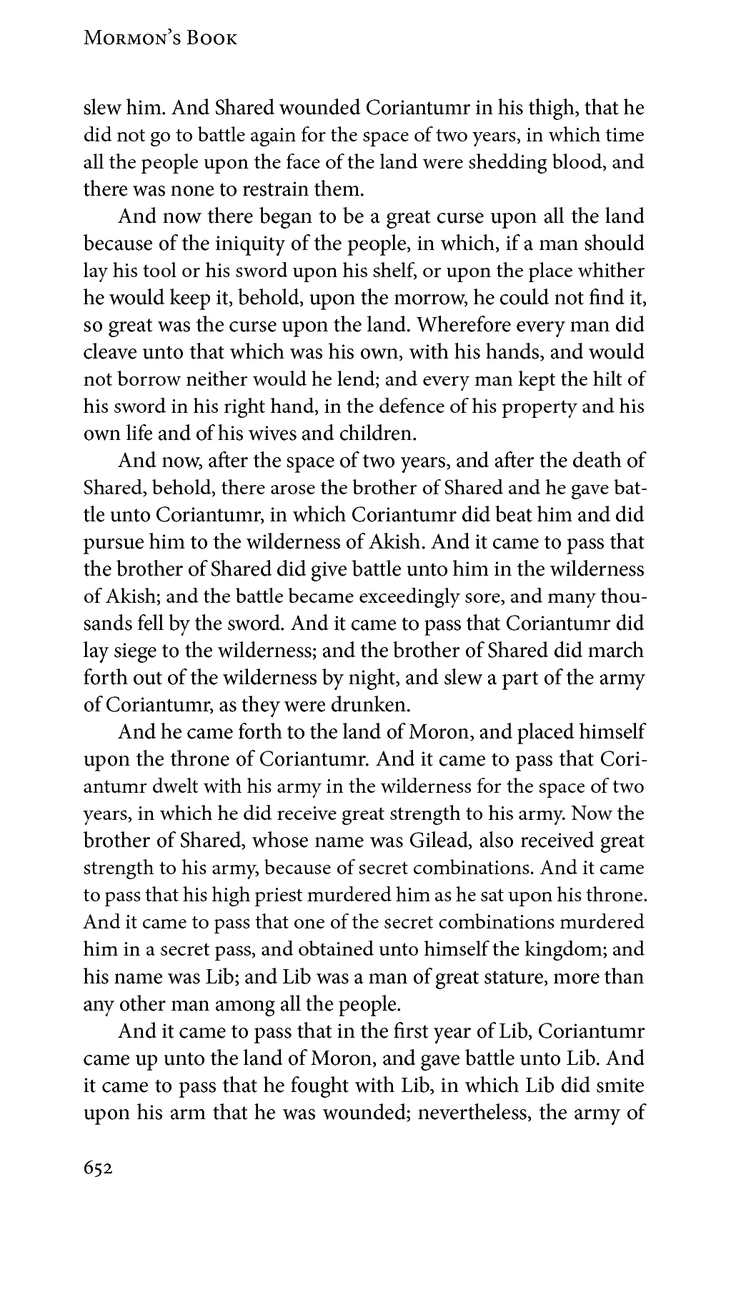 Mormon’s Book
slew him. And Shared wounded Coriantumr in his thigh, that he
did not go to battle again for the space of two years, in which time
all the people upon the face of the land were shedding blood, and
there was none to restrain them.
And now there began to be a great curse upon all the land
because of the iniquity of the people, in which, if a man should
lay his tool or his sword upon his shelf, or upon the place whither
he would keep it, behold, upon the morrow, he could not find it,
so great was the curse upon the land. Wherefore every man did
cleave unto that which was his own, with his hands, and would
not borrow neither would he lend; and every man kept the hilt of
his sword in his right hand, in the defence of his property and his
own life and of his wives and children.
And now, after the space of two years, and after the death of
Shared, behold, there arose the brother of Shared and he gave bat-
tle unto Coriantumr, in which Coriantumr did beat him and did
pursue him to the wilderness of Akish. And it came to pass that
the brother of Shared did give battle unto him in the wilderness
of Akish; and the battle became exceedingly sore, and many thou-
sands fell by the sword. And it came to pass that Coriantumr did
lay siege to the wilderness; and the brother of Shared did march
forth out of the wilderness by night, and slew a part of the army
of Coriantumr, as they were drunken.
And he came forth to the land of Moron, and placed himself
upon the throne of Coriantumr. And it came to pass that Cori-
antumr dwelt with his army in the wilderness for the space of two
years, in which he did receive great strength to his army. Now the
brother of Shared, whose name was Gilead, also received great
strength to his army, because of secret combinations. And it came
to pass that his high priest murdered him as he sat upon his throne.
And it came to pass that one of the secret combinations murdered
him in a secret pass, and obtained unto himself the kingdom; and
his name was Lib; and Lib was a man of great stature, more than
any other man among all the people.
And it came to pass that in the first year of Lib, Coriantumr
came up unto the land of Moron, and gave battle unto Lib. And
it came to pass that he fought with Lib, in which Lib did smite
upon his arm that he was wounded; nevertheless, the army of
652